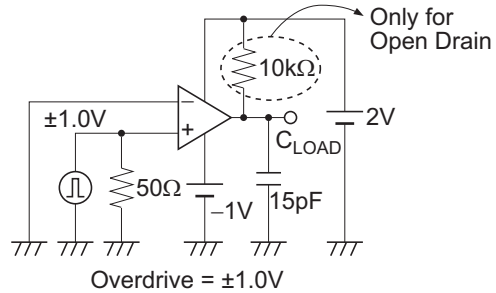 Only for
Open Drain
10kΩ
−
±1.0V
+
2V
C_LOAD
50Ω
−1V
15pF
Overdrive = ±1.0V